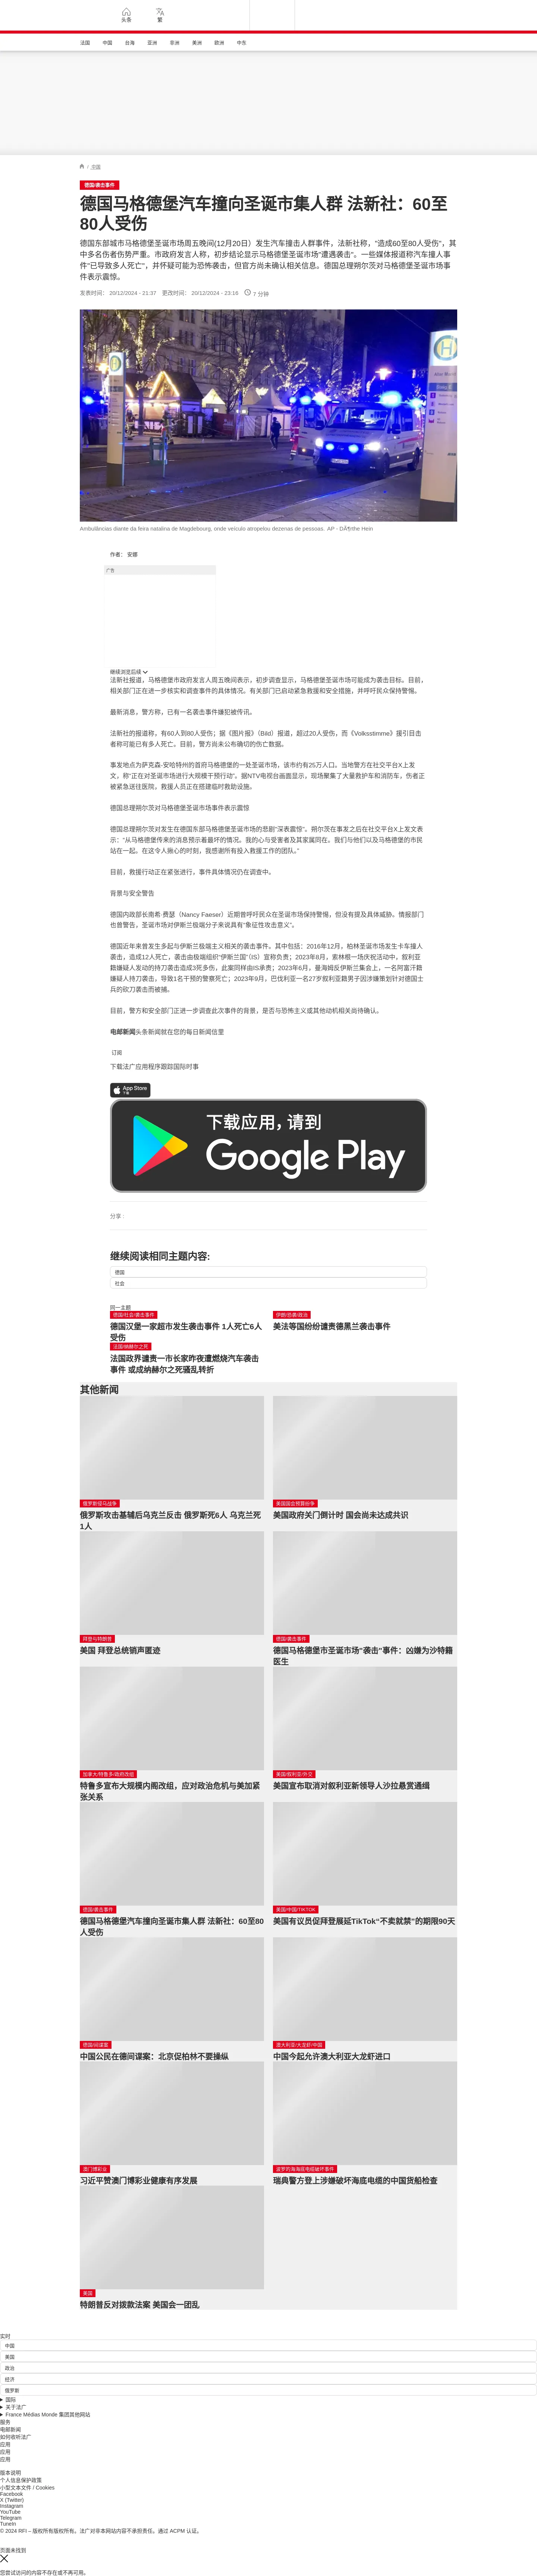 头条
繁
法国
中国
台海
亚洲
非洲
美洲
欧洲
中东
/ 德国
德国/袭击事件
德国马格德堡汽车撞向圣诞市集人群 法新社：60至
80人受伤
德国东部城市马格德堡圣诞市场周五晚间(12月20日）发生汽车撞击人群事件，法新社称，"造成60至80人受伤"，其
中多名伤者伤势严重。市政府发言人称，初步结论显示马格德堡圣诞市场"遭遇袭击"。一些媒体报道称汽车撞人事
件"已导致多人死亡"，并怀疑可能为恐怖袭击，但官方尚未确认相关信息。德国总理朔尔茨对马格德堡圣诞市场事
件表示震惊。
发表时间： 20/12/2024 - 21:37 更改时间： 20/12/2024 - 23:16 7 分钟
Ambulâncias diante da feira natalina de Magdebourg, onde veículo atropelou dezenas de pessoas. AP - DÃ¶rthe Hein
作者： 安娜
广告
继续浏览后续
法新社报道，马格德堡市政府发言人周五晚间表示，初步调查显示，马格德堡圣诞市场可能成为袭击目标。目前，
相关部门正在进一步核实和调查事件的具体情况。有关部门已启动紧急救援和安全措施，并呼吁民众保持警惕。
最新消息，警方称，已有一名袭击事件嫌犯被传讯。
法新社的报道称，有60人到80人受伤；据《图片报》（Bild）报道，超过20人受伤，而《Volksstimme》援引目击
者称可能已有多人死亡。目前，警方尚未公布确切的伤亡数据。
事发地点为萨克森-安哈特州的首府马格德堡的一处圣诞市场，该市约有25万人口。当地警方在社交平台X上发
文，称"正在对圣诞市场进行大规模干预行动"。据NTV电视台画面显示，现场聚集了大量救护车和消防车，伤者正
被紧急送往医院，救援人员正在搭建临时救助设施。
德国总理朔尔茨对马格德堡圣诞市场事件表示震惊
德国总理朔尔茨对发生在德国东部马格德堡圣诞市场的悲剧"深表震惊"。朔尔茨在事发之后在社交平台X上发文表
示："从马格德堡传来的消息预示着最坏的情况。我的心与受害者及其家属同在。我们与他们以及马格德堡的市民
站在一起。在这令人揪心的时刻，我感谢所有投入救援工作的团队。"
目前，救援行动正在紧张进行，事件具体情况仍在调查中。
背景与安全警告
德国内政部长南希·费瑟（Nancy Faeser）近期曾呼吁民众在圣诞市场保持警惕，但没有提及具体威胁。情报部门
也曾警告，圣诞市场对伊斯兰极端分子来说具有"象征性攻击意义"。
德国近年来曾发生多起与伊斯兰极端主义相关的袭击事件。其中包括：2016年12月，柏林圣诞市场发生卡车撞人
袭击，造成12人死亡，袭击由极端组织"伊斯兰国"（IS）宣称负责；2023年8月，索林根一场庆祝活动中，叙利亚
籍嫌疑人发动的持刀袭击造成3死多伤，此案同样由IS承责；2023年6月，曼海姆反伊斯兰集会上，一名阿富汗籍
嫌疑人持刀袭击，导致1名干预的警察死亡；2023年9月，巴伐利亚一名27岁叙利亚籍男子因涉嫌策划针对德国士
兵的砍刀袭击而被捕。
目前，警方和安全部门正进一步调查此次事件的背景，是否与恐怖主义或其他动机相关尚待确认。
电邮新闻头条新闻就在您的每日新闻信里
订阅
下载法广应用程序跟踪国际时事
App Store
下载应用，请到
Google Play
分享 :
继续阅读相同主题内容:
德国
社会
同一主题
德国/社会/袭击事件
德国汉堡一家超市发生袭击事件 1人死亡6人
受伤
伊朗/恐袭/政治
美法等国纷纷谴责德黑兰袭击事件
法国/纳赫尔之死
法国政界谴责一市长家昨夜遭燃烧汽车袭击
事件 或成纳赫尔之死骚乱转折
其他新闻
俄罗斯侵乌战争
俄罗斯攻击基辅后乌克兰反击 俄罗斯死6人 乌克兰死
1人
美国国会预算纷争
美国政府关门倒计时 国会尚未达成共识
拜登与特朗普
美国 拜登总统销声匿迹
德国/袭击事件
德国马格德堡市圣诞市场"袭击"事件：凶嫌为沙特籍
医生
加拿大/特鲁多/政府改组
特鲁多宣布大规模内阁改组，应对政治危机与美加紧
张关系
美国/叙利亚/外交
美国宣布取消对叙利亚新领导人沙拉悬赏通缉
德国/袭击事件
德国马格德堡汽车撞向圣诞市集人群 法新社：60至80
人受伤
美国/中国/TIKTOK
美国有议员促拜登展延TikTok"不卖就禁"的期限90天
德国/间谍案
中国公民在德间谍案：北京促柏林不要操纵
澳大利亚/大龙虾/中国
中国今起允许澳大利亚大龙虾进口
澳门博彩业
习近平赞澳门博彩业健康有序发展
波罗的海海底电缆破坏事件
瑞典警方登上涉嫌破坏海底电缆的中国货船检查
美国
特朗普反对拨款法案 美国会一团乱
实时
中国
美国
政治
经济
俄罗斯
国际
关于法广
France Médias Monde 集团其他网站
服务
电邮新闻
如何收听法广
应用
应用
应用
版本说明
个人信息保护政策
小型文本文件 / Cookies
Facebook
X (Twitter)
Instagram
YouTube
Telegram
TuneIn
© 2024 RFI – 版权所有版权所有。法广对非本网站内容不承担责任。通过 ACPM 认证。
页面未找到
您尝试访问的内容不存在或不再可用。